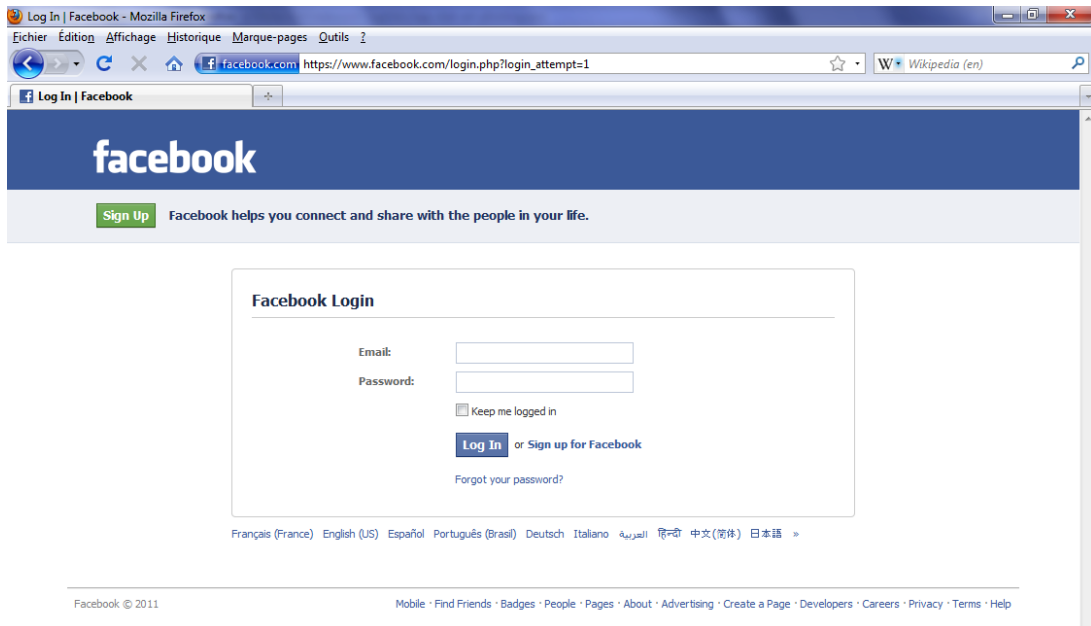 Log In | Facebook - Mozilla Firefox
Fichier Édition Affichage Historique Marque-pages Outils ?
facebook.com https://www.facebook.com/login.php?login_attempt=1 W Wikipedia (en)
Log In | Facebook
facebook
Sign Up Facebook helps you connect and share with the people in your life.
Facebook Login
Email:
Password:
Keep me logged in
Log In or Sign up for Facebook
Forgot your password?
Français (France) English (US) Español Português (Brasil) Deutsch Italiano العربية हिन्दी 中文(简体) 日本語 »
Facebook © 2011 Mobile · Find Friends · Badges · People · Pages · About · Advertising · Create a Page · Developers · Careers · Privacy · Terms · Help